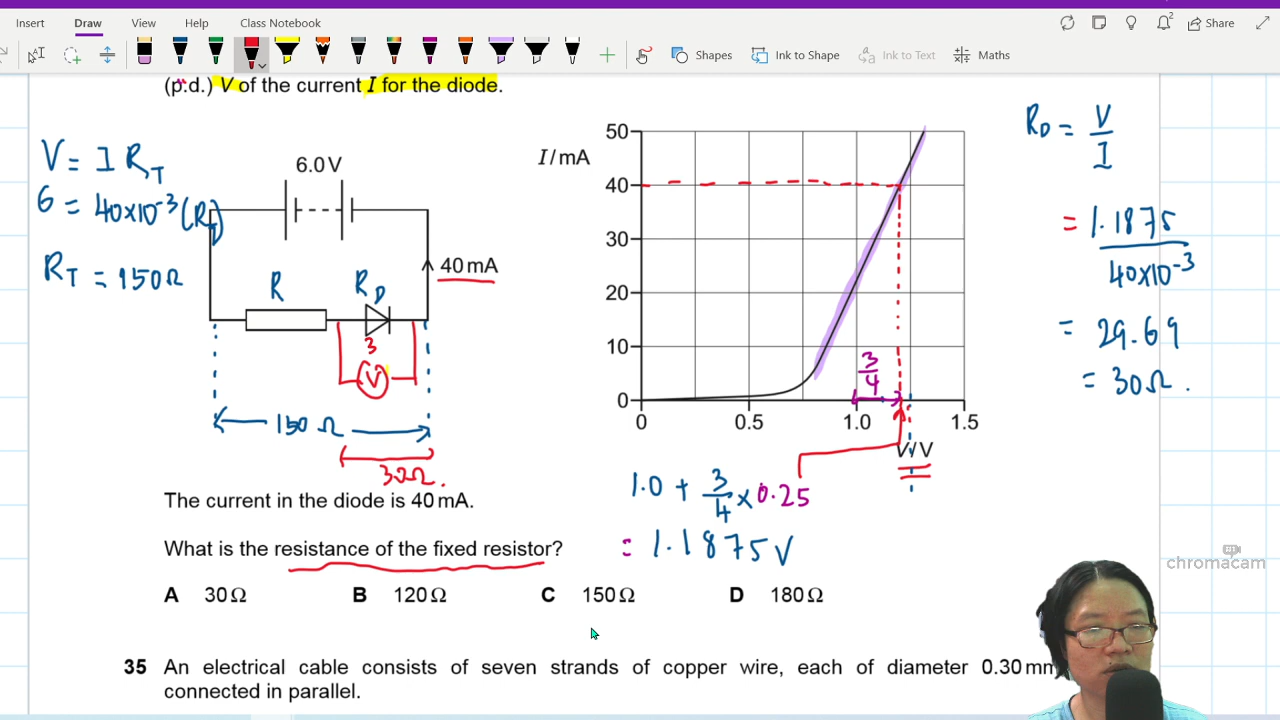 Insert Draw View Help Class Notebook
2
Share
Shapes Ink to Shape Ink to Text Maths
(p.d.) V of the current I for the diode.
V = I R_T
6 = 40×10⁻³ (R_T)
R_T = 150Ω
6.0 V
40 mA
R
R_D
3
V
150 Ω
30Ω.
I / mA
50
40
30
20
10
0
0 0.5 1.0 1.5
V / V
3/4
1.0 + 3/4 × 0.25
= 1.1875 V
R_D = V/I
= 1.1875 / 40×10⁻³
= 29.69
= 30Ω.
The current in the diode is 40 mA.
What is the resistance of the fixed resistor?
A 30 Ω B 120 Ω C 150 Ω D 180 Ω
35 An electrical cable consists of seven strands of copper wire, each of diameter 0.30 mm
connected in parallel.
chromacam